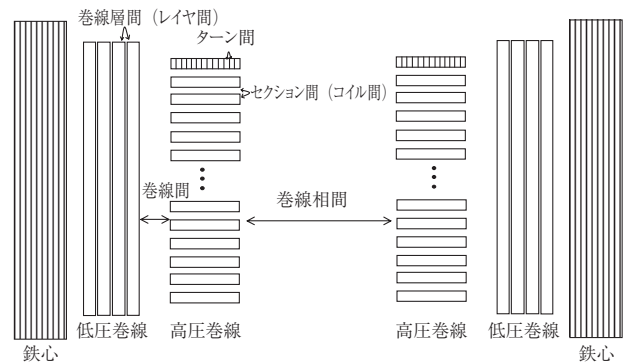 巻線層間（レイヤ間）
ターン間
セクション間（コイル間）
巻線間
巻線相間
低圧巻線
高圧巻線
高圧巻線
低圧巻線
鉄心
鉄心